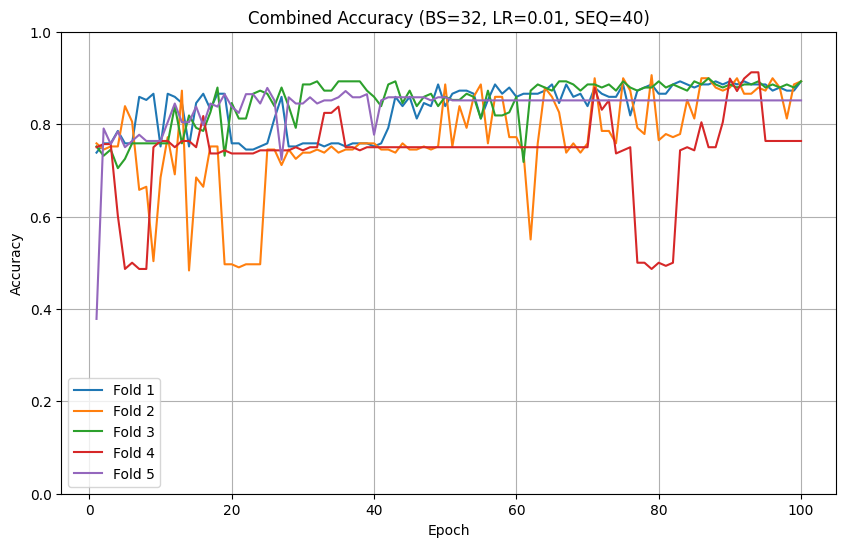 Combined Accuracy (BS=32, LR=0.01, SEQ=40)
1.0
0.8
0.6
0.4
0.2
0.0
Accuracy
Fold 1
Fold 2
Fold 3
Fold 4
Fold 5
0 20 40 60 80 100
Epoch